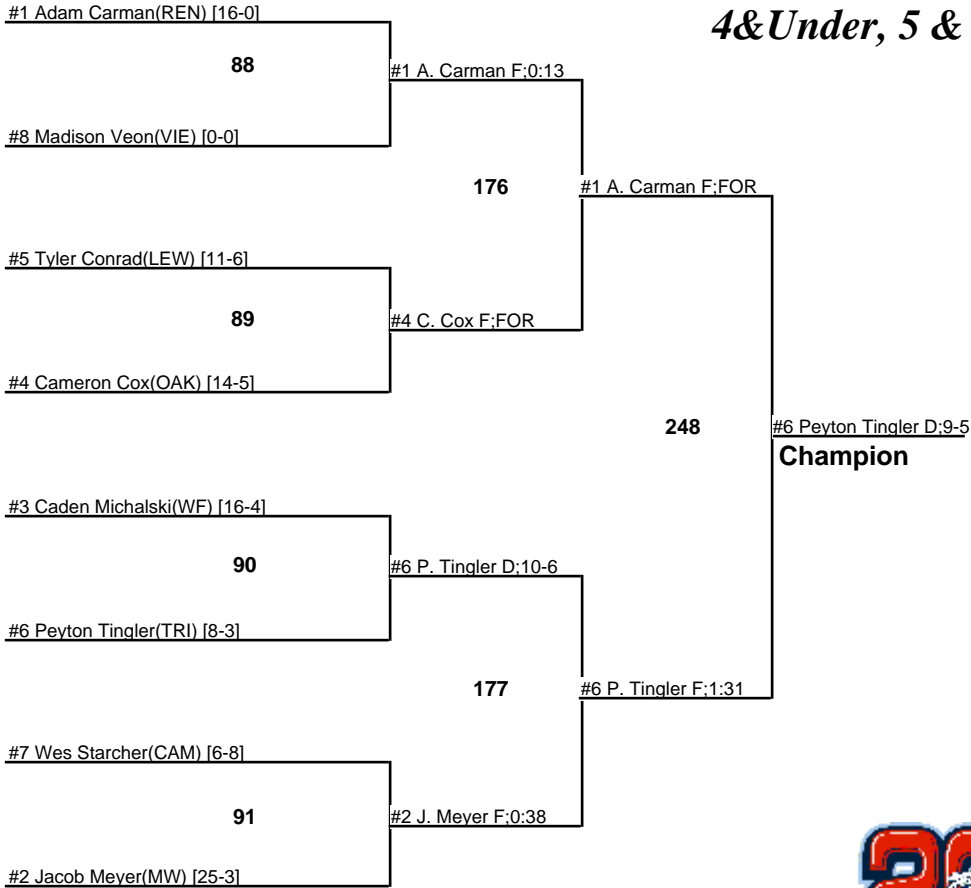 #1 Adam Carman(REN) [16-0]
4&Under, 5 &
88
#1 A. Carman F;0:13
#8 Madison Veon(VIE) [0-0]
176
#1 A. Carman F;FOR
#5 Tyler Conrad(LEW) [11-6]
89
#4 C. Cox F;FOR
#4 Cameron Cox(OAK) [14-5]
248
#6 Peyton Tingler D;9-5
Champion
#3 Caden Michalski(WF) [16-4]
90
#6 P. Tingler D;10-6
#6 Peyton Tingler(TRI) [8-3]
177
#6 P. Tingler F;1:31
#7 Wes Starcher(CAM) [6-8]
91
#2 J. Meyer F;0:38
#2 Jacob Meyer(MW) [25-3]